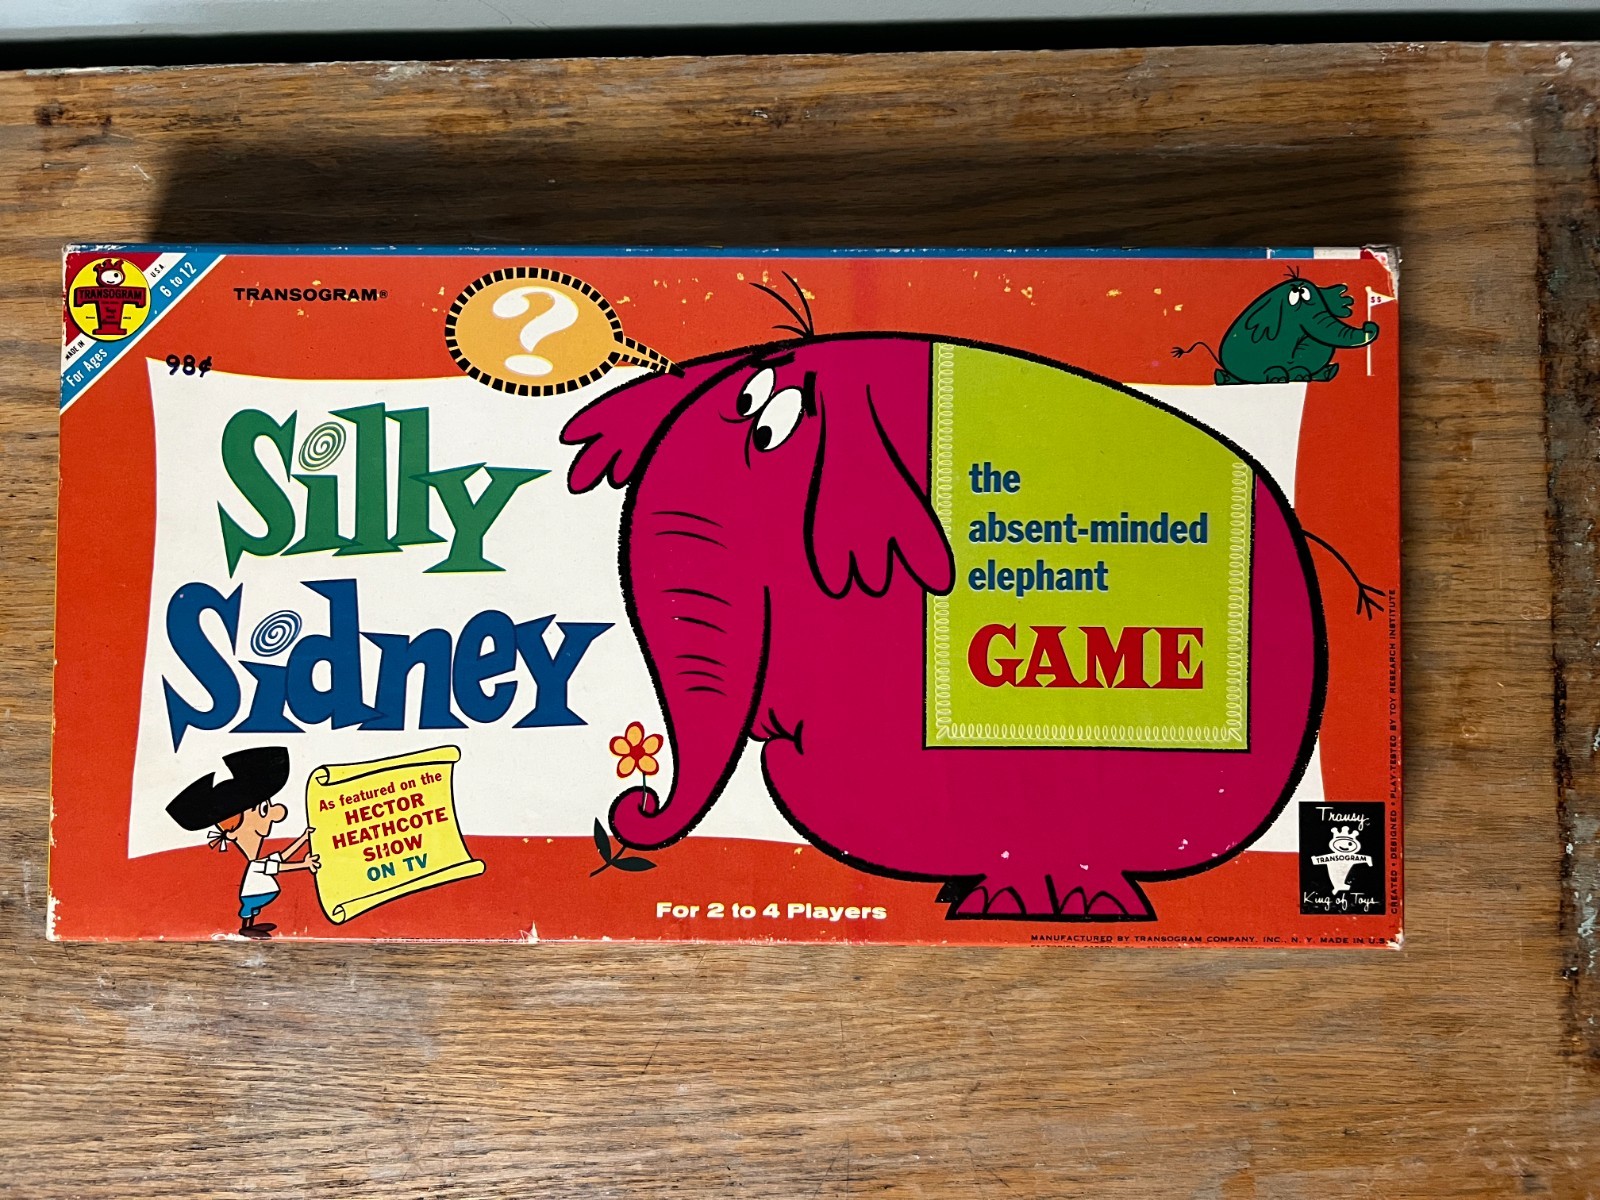 TRANSOGRAM
MADE IN
U.S.A.
For Ages
6 to 12
TRANSOGRAM®
98¢
?
Silly
Sidney
the
absent-minded
elephant
GAME
As featured on the
HECTOR
HEATHCOTE
SHOW
ON TV
For 2 to 4 Players
SS
Transy
TRANSOGRAM
King of Toys
CREATED • DESIGNED • PLAY-TESTED BY TOY RESEARCH INSTITUTE
MANUFACTURED BY TRANSOGRAM COMPANY, INC., N. Y. MADE IN U.S.